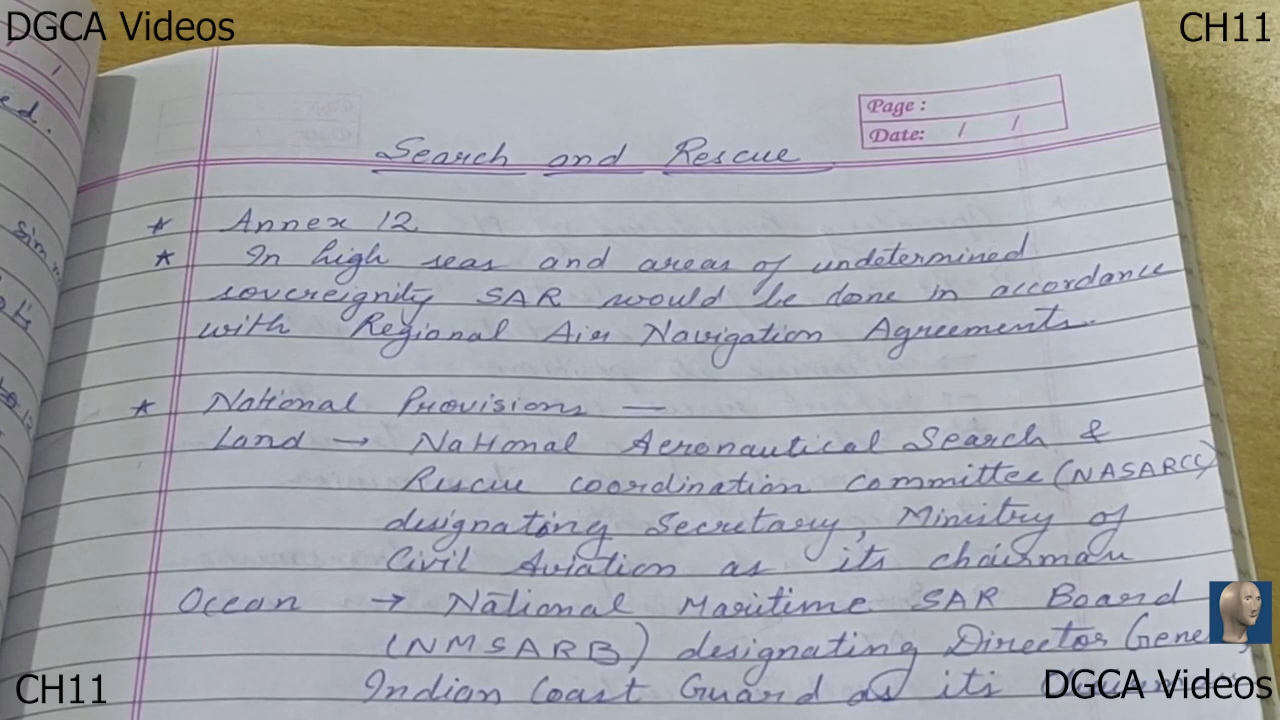 DGCA Videos
CH11
ed.
Page :
Date: / /
Search and Rescue
* Annex 12.
* In high seas and areas of undetermined
sovereignity SAR would be done in accordance
with Regional Air Navigation Agreements.
* National Provisions —
Land → National Aeronautical Search &
Rescue coordination committee (NASARCC)
designating Secretary, Ministry of
Civil Aviation as its chairman
Ocean → National Maritime SAR Board
(NMSARB) designating Director
Indian Coast Guard as its
CH11
DGCA Videos